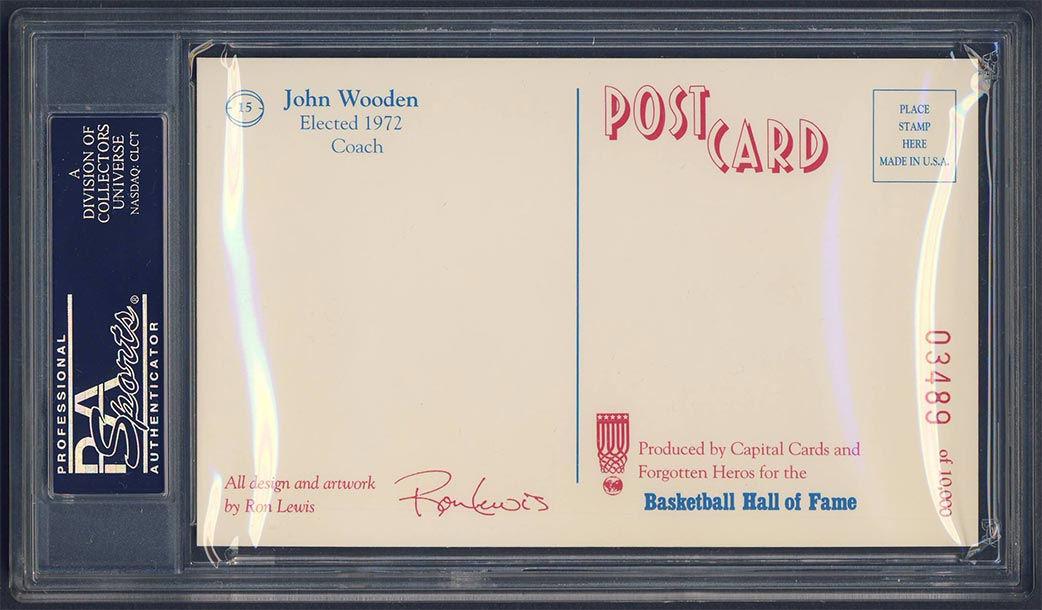 A
DIVISION OF
COLLECTORS
UNIVERSE
NASDAQ: CLCT
PROFESSIONAL
PSA
Sports®
AUTHENTICATOR
15
John Wooden
Elected 1972
Coach
All design and artwork
by Ron Lewis
Ron Lewis
POST
CARD
PLACE
STAMP
HERE
MADE IN U.S.A.
Produced by Capital Cards and
Forgotten Heros for the
Basketball Hall of Fame
03489 of 10,000